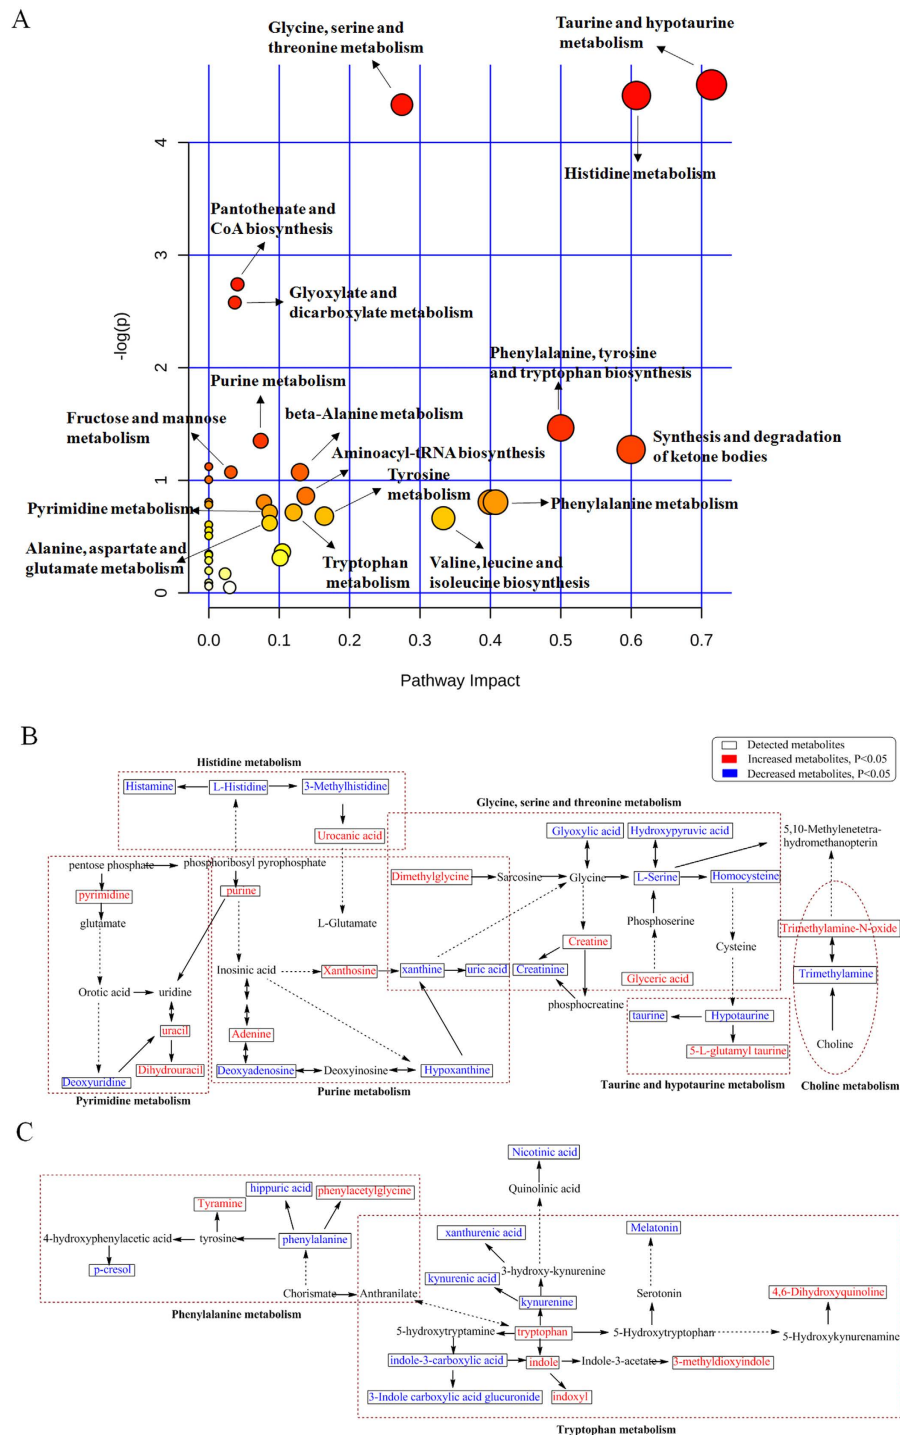 A
Taurine and hypotaurine
metabolism
Glycine, serine and
threonine metabolism
4
Histidine metabolism
Pantothenate and
CoA biosynthesis
3
Glyoxylate and
dicarboxylate metabolism
-log(p)
2
Phenylalanine, tyrosine
and tryptophan biosynthesis
Purine metabolism
Fructose and mannose
metabolism
beta-Alanine metabolism
Synthesis and degradation
of ketone bodies
Aminoacyl-tRNA biosynthesis
1
Tyrosine
metabolism
Pyrimidine metabolism
Phenylalanine metabolism
Alanine, aspartate and
glutamate metabolism
Tryptophan
metabolism
Valine, leucine and
isoleucine biosynthesis
0
0.0 0.1 0.2 0.3 0.4 0.5 0.6 0.7
Pathway Impact
B
Detected metabolites
Increased metabolites, P<0.05
Decreased metabolites, P<0.05
Histidine metabolism
Histamine L-Histidine 3-Methylhistidine
Urocanic acid
Glycine, serine and threonine metabolism
Glyoxylic acid Hydroxypyruvic acid
5,10-Methylenetetra-
hydromethanopterin
pentose phosphate phosphoribosyl pyrophosphate
Dimethylglycine Sarcosine Glycine L-Serine Homocysteine
pyrimidine purine
glutamate L-Glutamate
Phosphoserine
Trimethylamine-N-oxide
Creatine Cysteine
Inosinic acid Xanthosine xanthine uric acid Creatinine Glyceric acid Trimethylamine
Orotic acid uridine
phosphocreatine
taurine Hypotaurine
uracil Adenine
Choline
5-L-glutamyl taurine
Dihydrouracil Deoxyadenosine Deoxyinosine Hypoxanthine
Deoxyuridine
Taurine and hypotaurine metabolism Choline metabolism
Pyrimidine metabolism Purine metabolism
C
Nicotinic acid
Quinolinic acid
hippuric acid phenylacetylglycine
Tyramine
xanthurenic acid Melatonin
4-hydroxyphenylacetic acid tyrosine phenylalanine
p-cresol
3-hydroxy-kynurenine
kynurenic acid
Chorismate Anthranilate
kynurenine Serotonin 4,6-Dihydroxyquinoline
Phenylalanine metabolism
5-hydroxytryptamine tryptophan 5-Hydroxytryptophan 5-Hydroxykynurenamine
indole-3-carboxylic acid indole Indole-3-acetate 3-methyldioxyindole
3-Indole carboxylic acid glucuronide indoxyl
Tryptophan metabolism